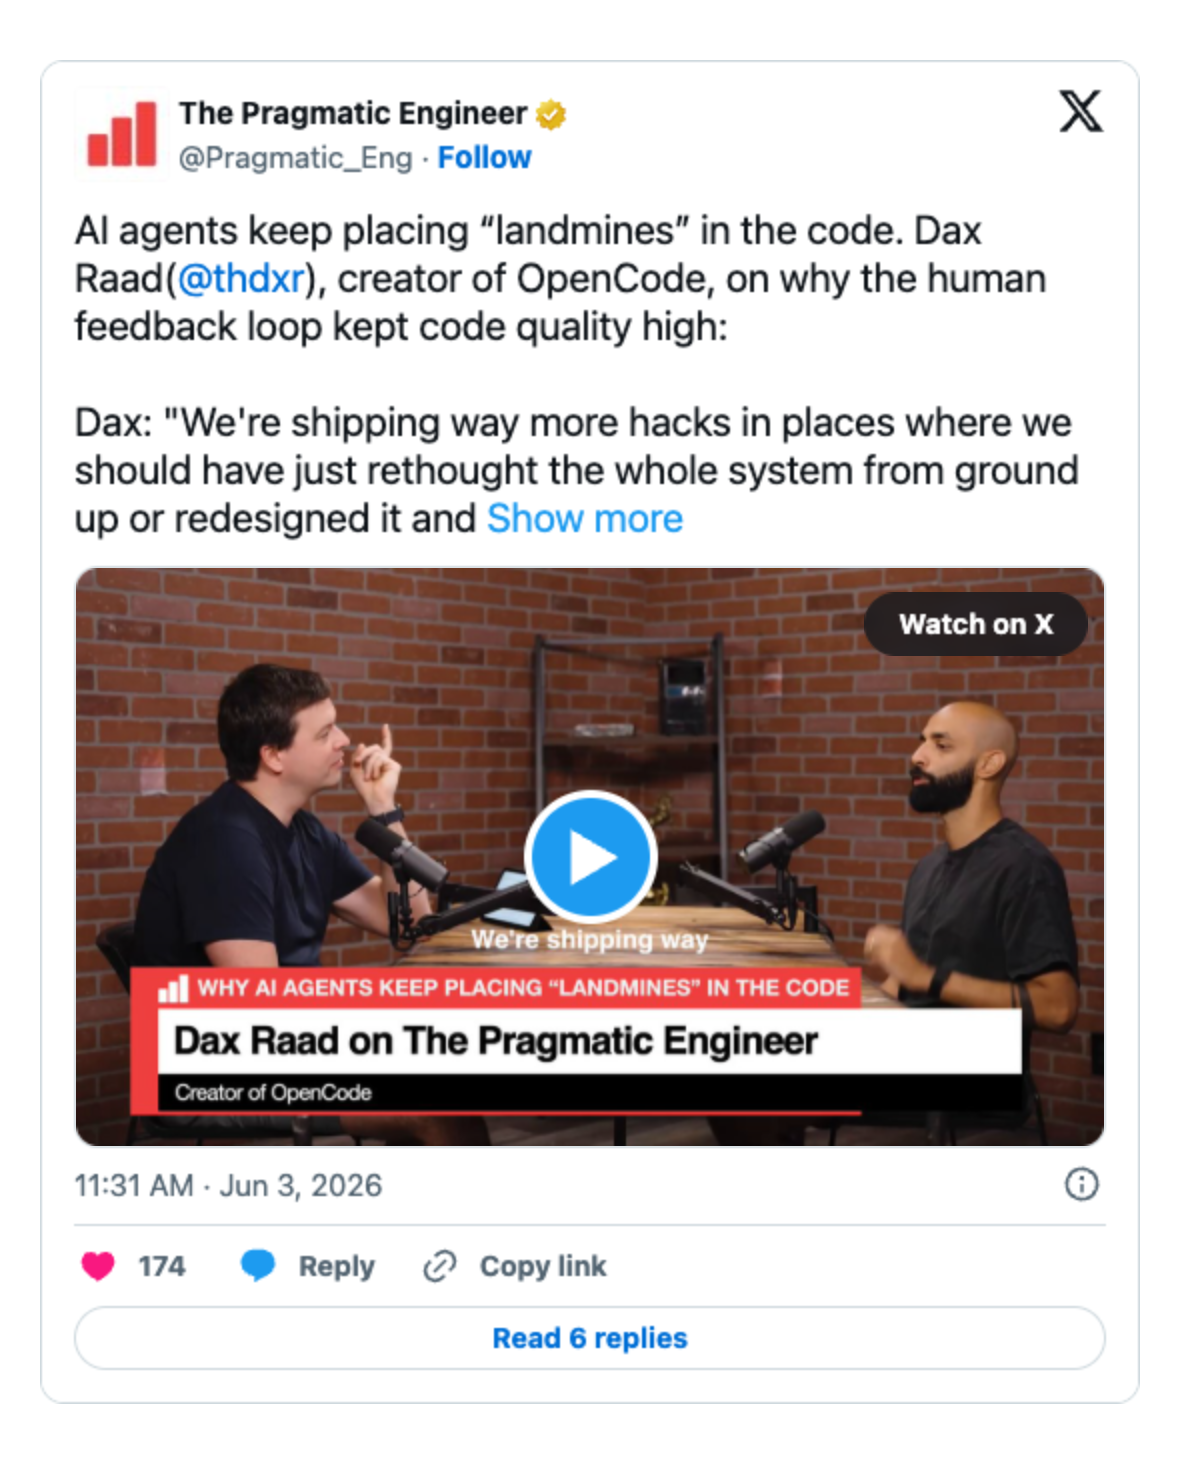 The Pragmatic Engineer
@Pragmatic_Eng · Follow
AI agents keep placing “landmines” in the code. Dax
Raad(@thdxr), creator of OpenCode, on why the human
feedback loop kept code quality high:
Dax: "We're shipping way more hacks in places where we
should have just rethought the whole system from ground
up or redesigned it and Show more
Watch on X
We're shipping way
WHY AI AGENTS KEEP PLACING “LANDMINES” IN THE CODE
Dax Raad on The Pragmatic Engineer
Creator of OpenCode
11:31 AM · Jun 3, 2026
174 Reply Copy link
Read 6 replies